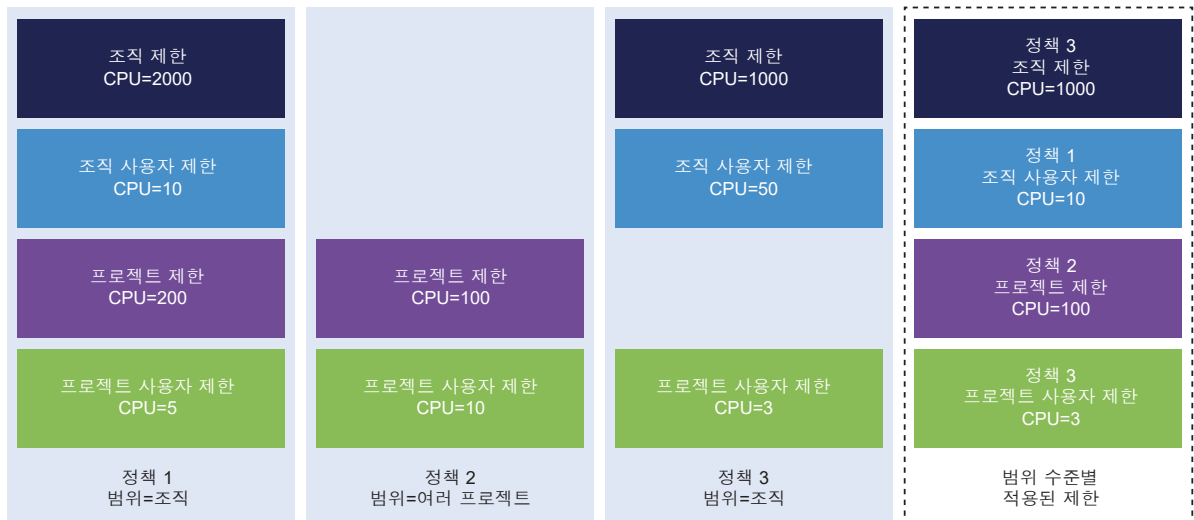 조직 제한
CPU=2000
조직 사용자 제한
CPU=10
프로젝트 제한
CPU=200
프로젝트 사용자 제한
CPU=5
정책 1
범위=조직
프로젝트 제한
CPU=100
프로젝트 사용자 제한
CPU=10
정책 2
범위=여러 프로젝트
조직 제한
CPU=1000
조직 사용자 제한
CPU=50
프로젝트 사용자 제한
CPU=3
정책 3
범위=조직
정책 3
조직 제한
CPU=1000
정책 1
조직 사용자 제한
CPU=10
정책 2
프로젝트 제한
CPU=100
정책 3
프로젝트 사용자 제한
CPU=3
범위 수준별
적용된 제한